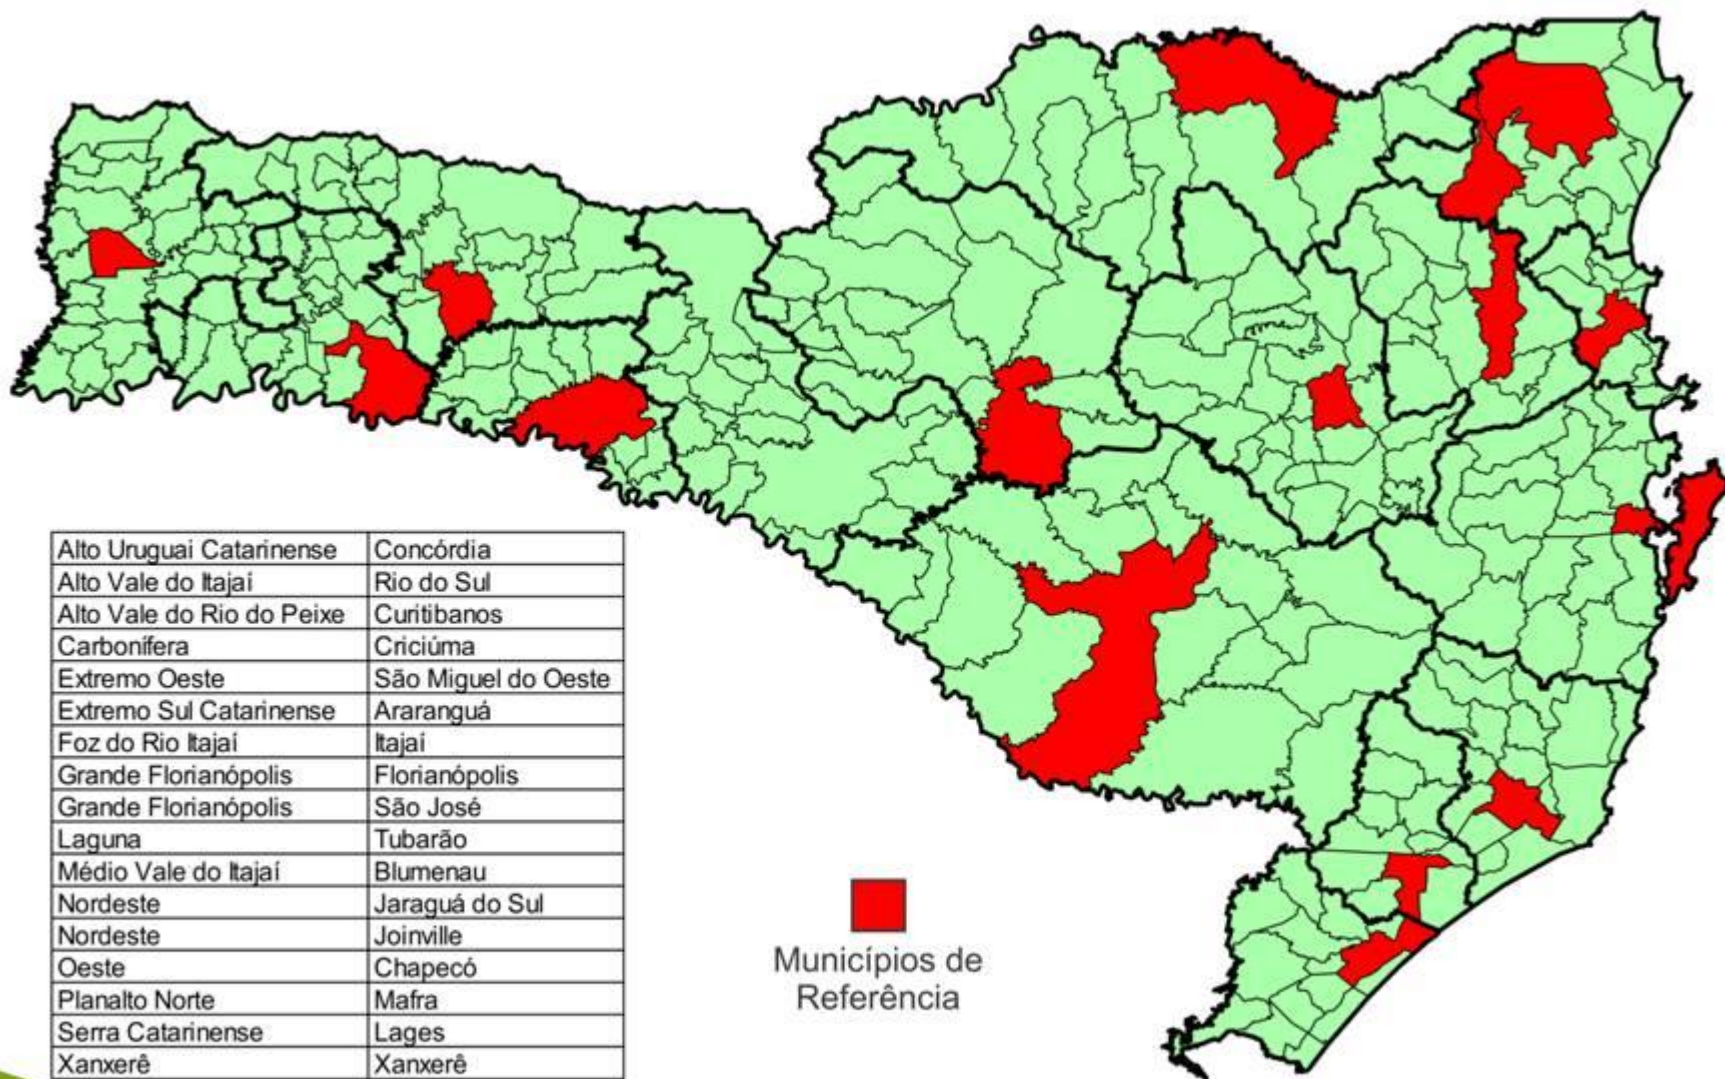 Alto Uruguai Catarinense Concórdia
Alto Vale do Itajaí Rio do Sul
Alto Vale do Rio do Peixe Curitibanos
Carbonífera Criciúma
Extremo Oeste São Miguel do Oeste
Extremo Sul Catarinense Araranguá
Foz do Rio Itajaí Itajaí
Grande Florianópolis Florianópolis
Grande Florianópolis São José
Laguna Tubarão
Médio Vale do Itajaí Blumenau
Nordeste Jaraguá do Sul
Nordeste Joinville
Oeste Chapecó
Planalto Norte Mafra
Serra Catarinense Lages
Xanxerê Xanxerê
Municípios de
Referência